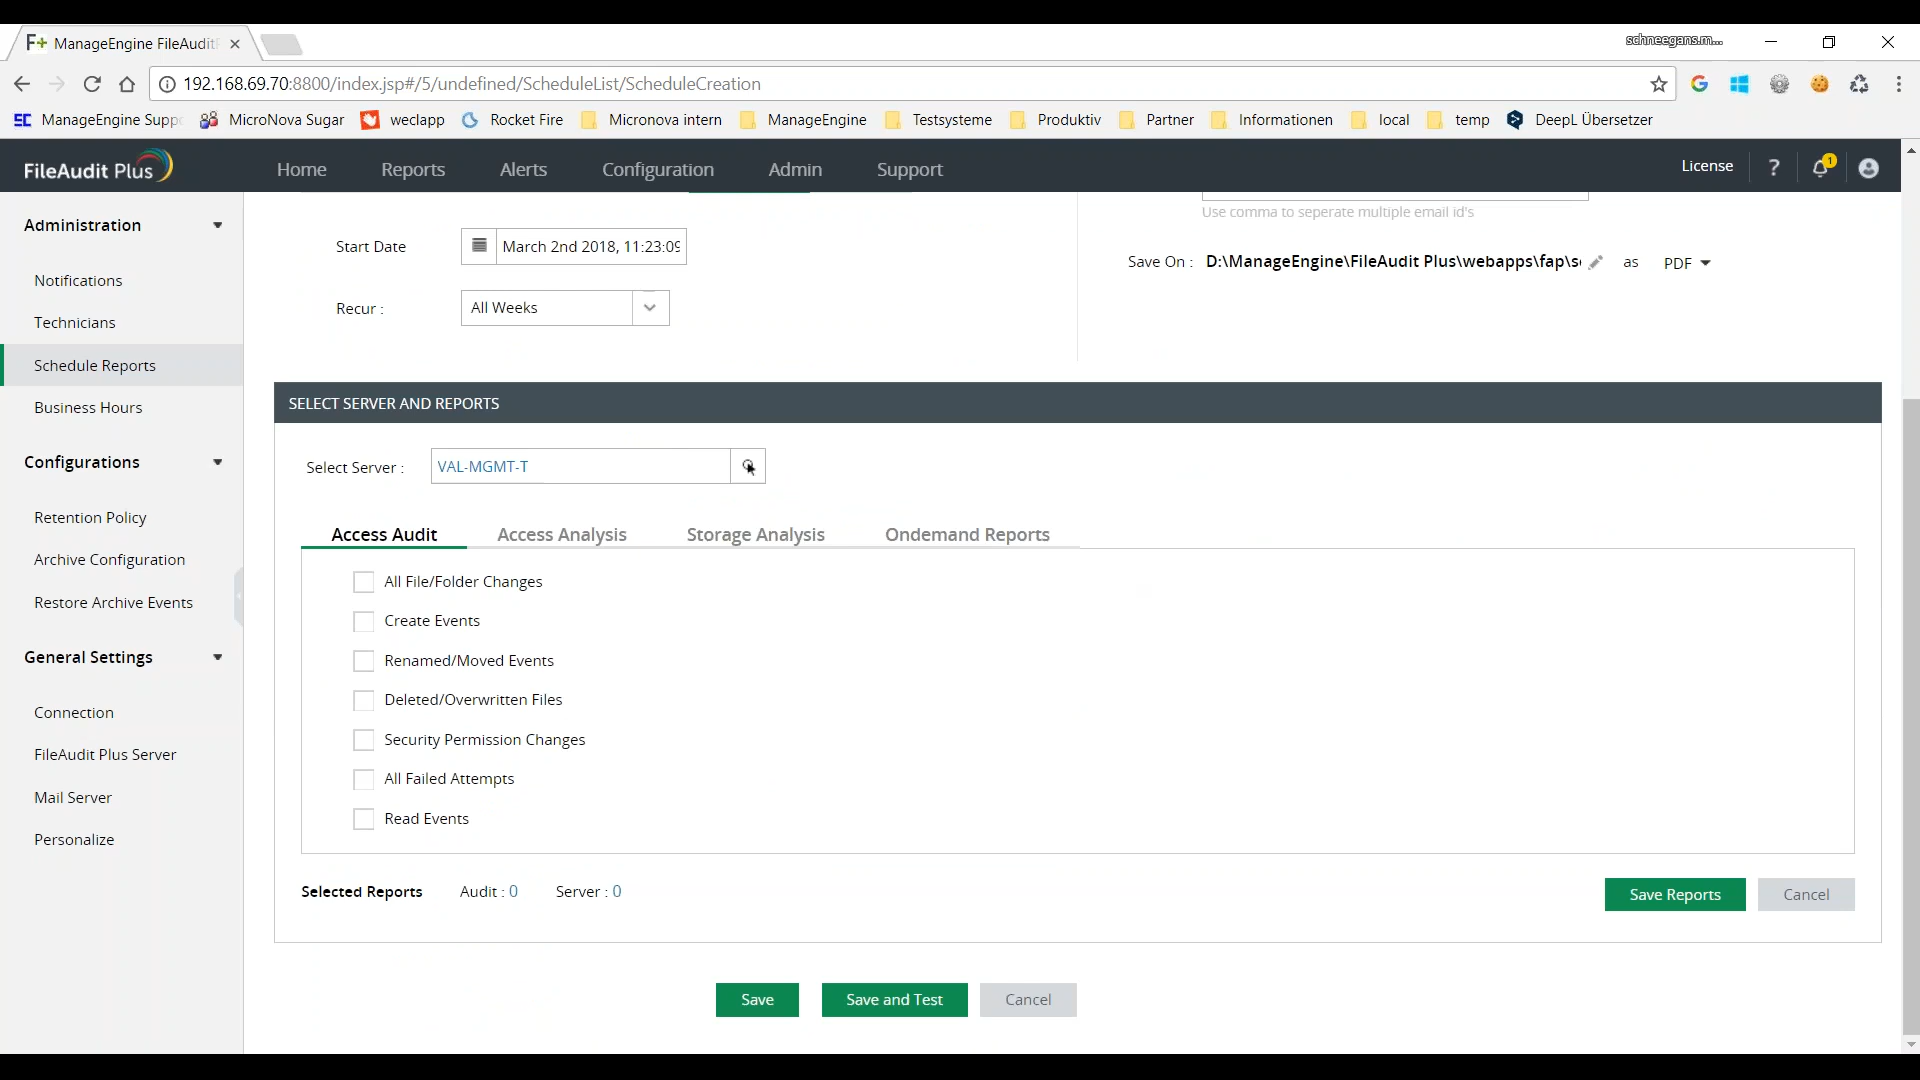 F+ ManageEngine FileAudit
schneegans.m...
192.168.69.70:8800/index.jsp#/5/undefined/ScheduleList/ScheduleCreation
SC ManageEngine Supp MicroNova Sugar weclapp Rocket Fire Micronova intern ManageEngine Testsysteme Produktiv Partner Informationen local temp DeepL Übersetzer
FileAudit Plus Home Reports Alerts Configuration Admin Support License ? 1
Administration
Notifications
Technicians
Schedule Reports
Business Hours
Configurations
Retention Policy
Archive Configuration
Restore Archive Events
General Settings
Connection
FileAudit Plus Server
Mail Server
Personalize
Use comma to seperate multiple email id's
Start Date March 2nd 2018, 11:23:09
Save On : D:\ManageEngine\FileAudit Plus\webapps\fap\s as PDF
Recur : All Weeks
SELECT SERVER AND REPORTS
Select Server : VAL-MGMT-T
Access Audit Access Analysis Storage Analysis Ondemand Reports
All File/Folder Changes
Create Events
Renamed/Moved Events
Deleted/Overwritten Files
Security Permission Changes
All Failed Attempts
Read Events
Selected Reports Audit : 0 Server : 0
Save Reports Cancel
Save Save and Test Cancel